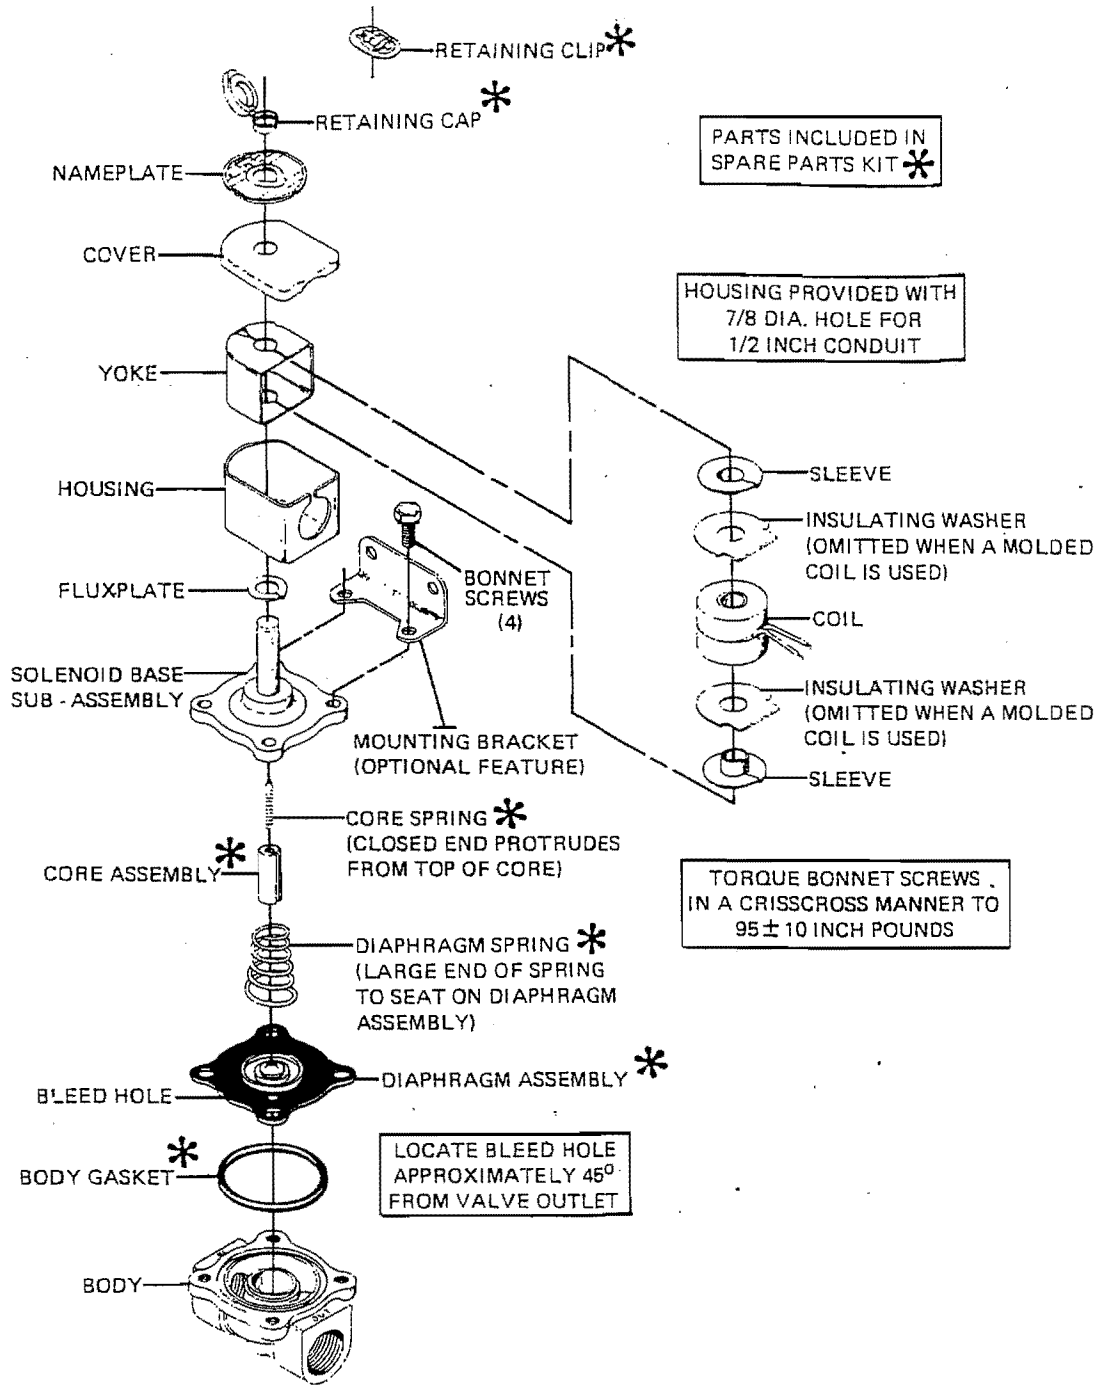 RETAINING CLIP*
RETAINING CAP*
PARTS INCLUDED IN
SPARE PARTS KIT *
NAMEPLATE
COVER
HOUSING PROVIDED WITH
7/8 DIA. HOLE FOR
1/2 INCH CONDUIT
YOKE
HOUSING
SLEEVE
INSULATING WASHER
(OMITTED WHEN A MOLDED
COIL IS USED)
FLUXPLATE
BONNET
SCREWS
(4)
COIL
SOLENOID BASE
SUB - ASSEMBLY
INSULATING WASHER
(OMITTED WHEN A MOLDED
COIL IS USED)
MOUNTING BRACKET
(OPTIONAL FEATURE)
SLEEVE
CORE SPRING *
(CLOSED END PROTRUDES
FROM TOP OF CORE)
CORE ASSEMBLY *
TORQUE BONNET SCREWS
IN A CRISSCROSS MANNER TO
95 ± 10 INCH POUNDS
DIAPHRAGM SPRING *
(LARGE END OF SPRING
TO SEAT ON DIAPHRAGM
ASSEMBLY)
DIAPHRAGM ASSEMBLY *
BLEED HOLE
LOCATE BLEED HOLE
APPROXIMATELY 45º
FROM VALVE OUTLET
BODY GASKET *
BODY